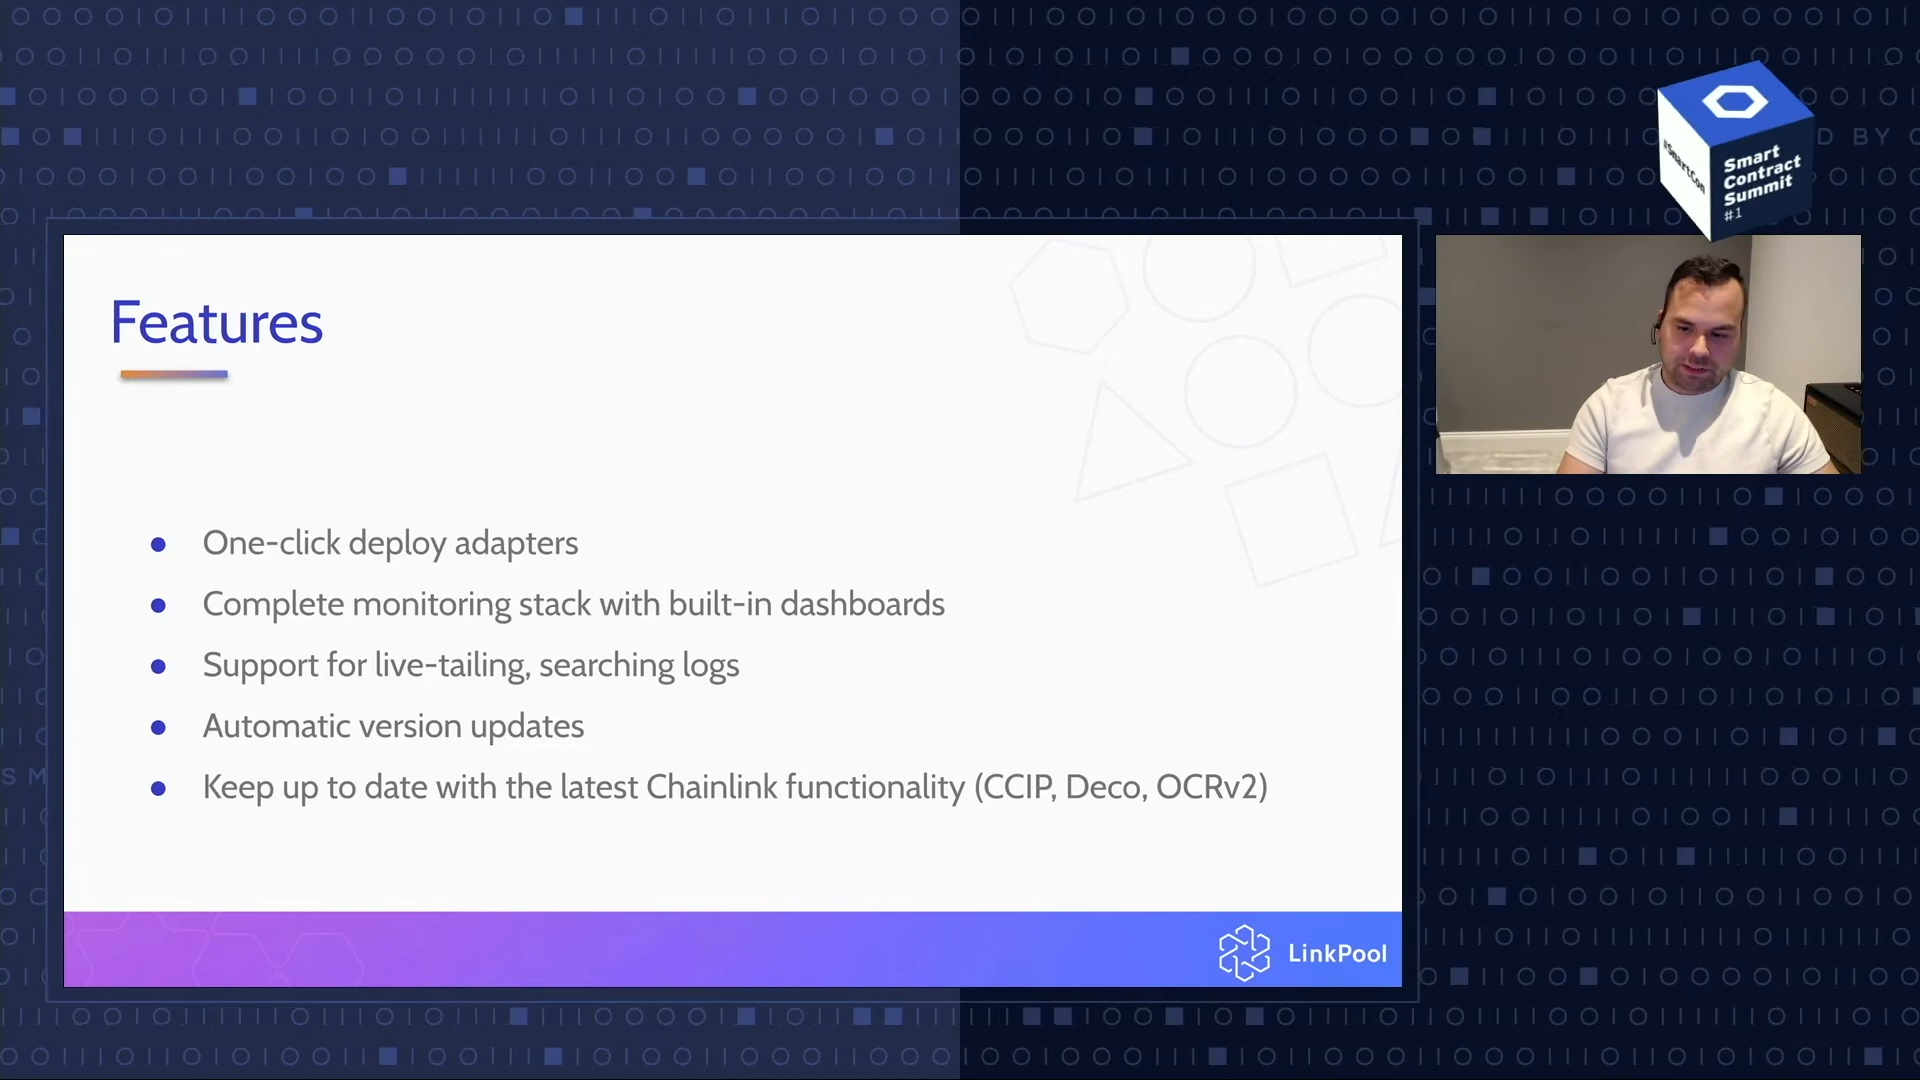 #SmartCon
Smart
Contract
Summit
#1
D BY
Features
One-click deploy adapters
Complete monitoring stack with built-in dashboards
Support for live-tailing, searching logs
Automatic version updates
Keep up to date with the latest Chainlink functionality (CCIP, Deco, OCRv2)
S M
LinkPool